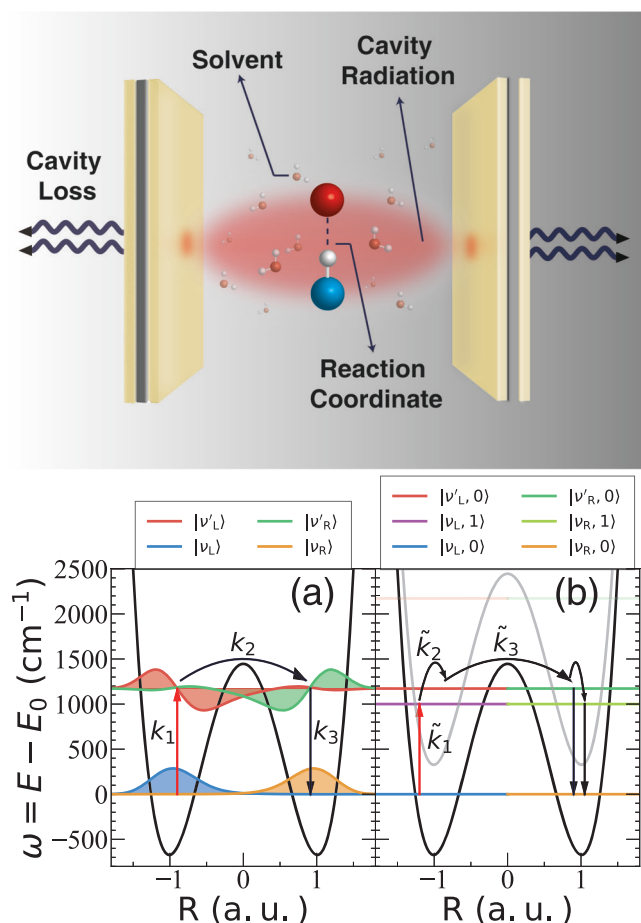 Solvent
Cavity
Radiation
Cavity
Loss
Reaction
Coordinate
|ν′L⟩ |ν′R⟩
|νL⟩ |νR⟩
|ν′L, 0⟩ |ν′R, 0⟩
|νL, 1⟩ |νR, 1⟩
|νL, 0⟩ |νR, 0⟩
ω = E − E₀ (cm⁻¹)
2500
2000
1500
1000
500
0
−500
(a)
k₂
k₁
k₃
−1 0 1
R (a. u.)
(b)
k̃₂
k̃₃
k̃₁
−1 0 1
R (a. u.)